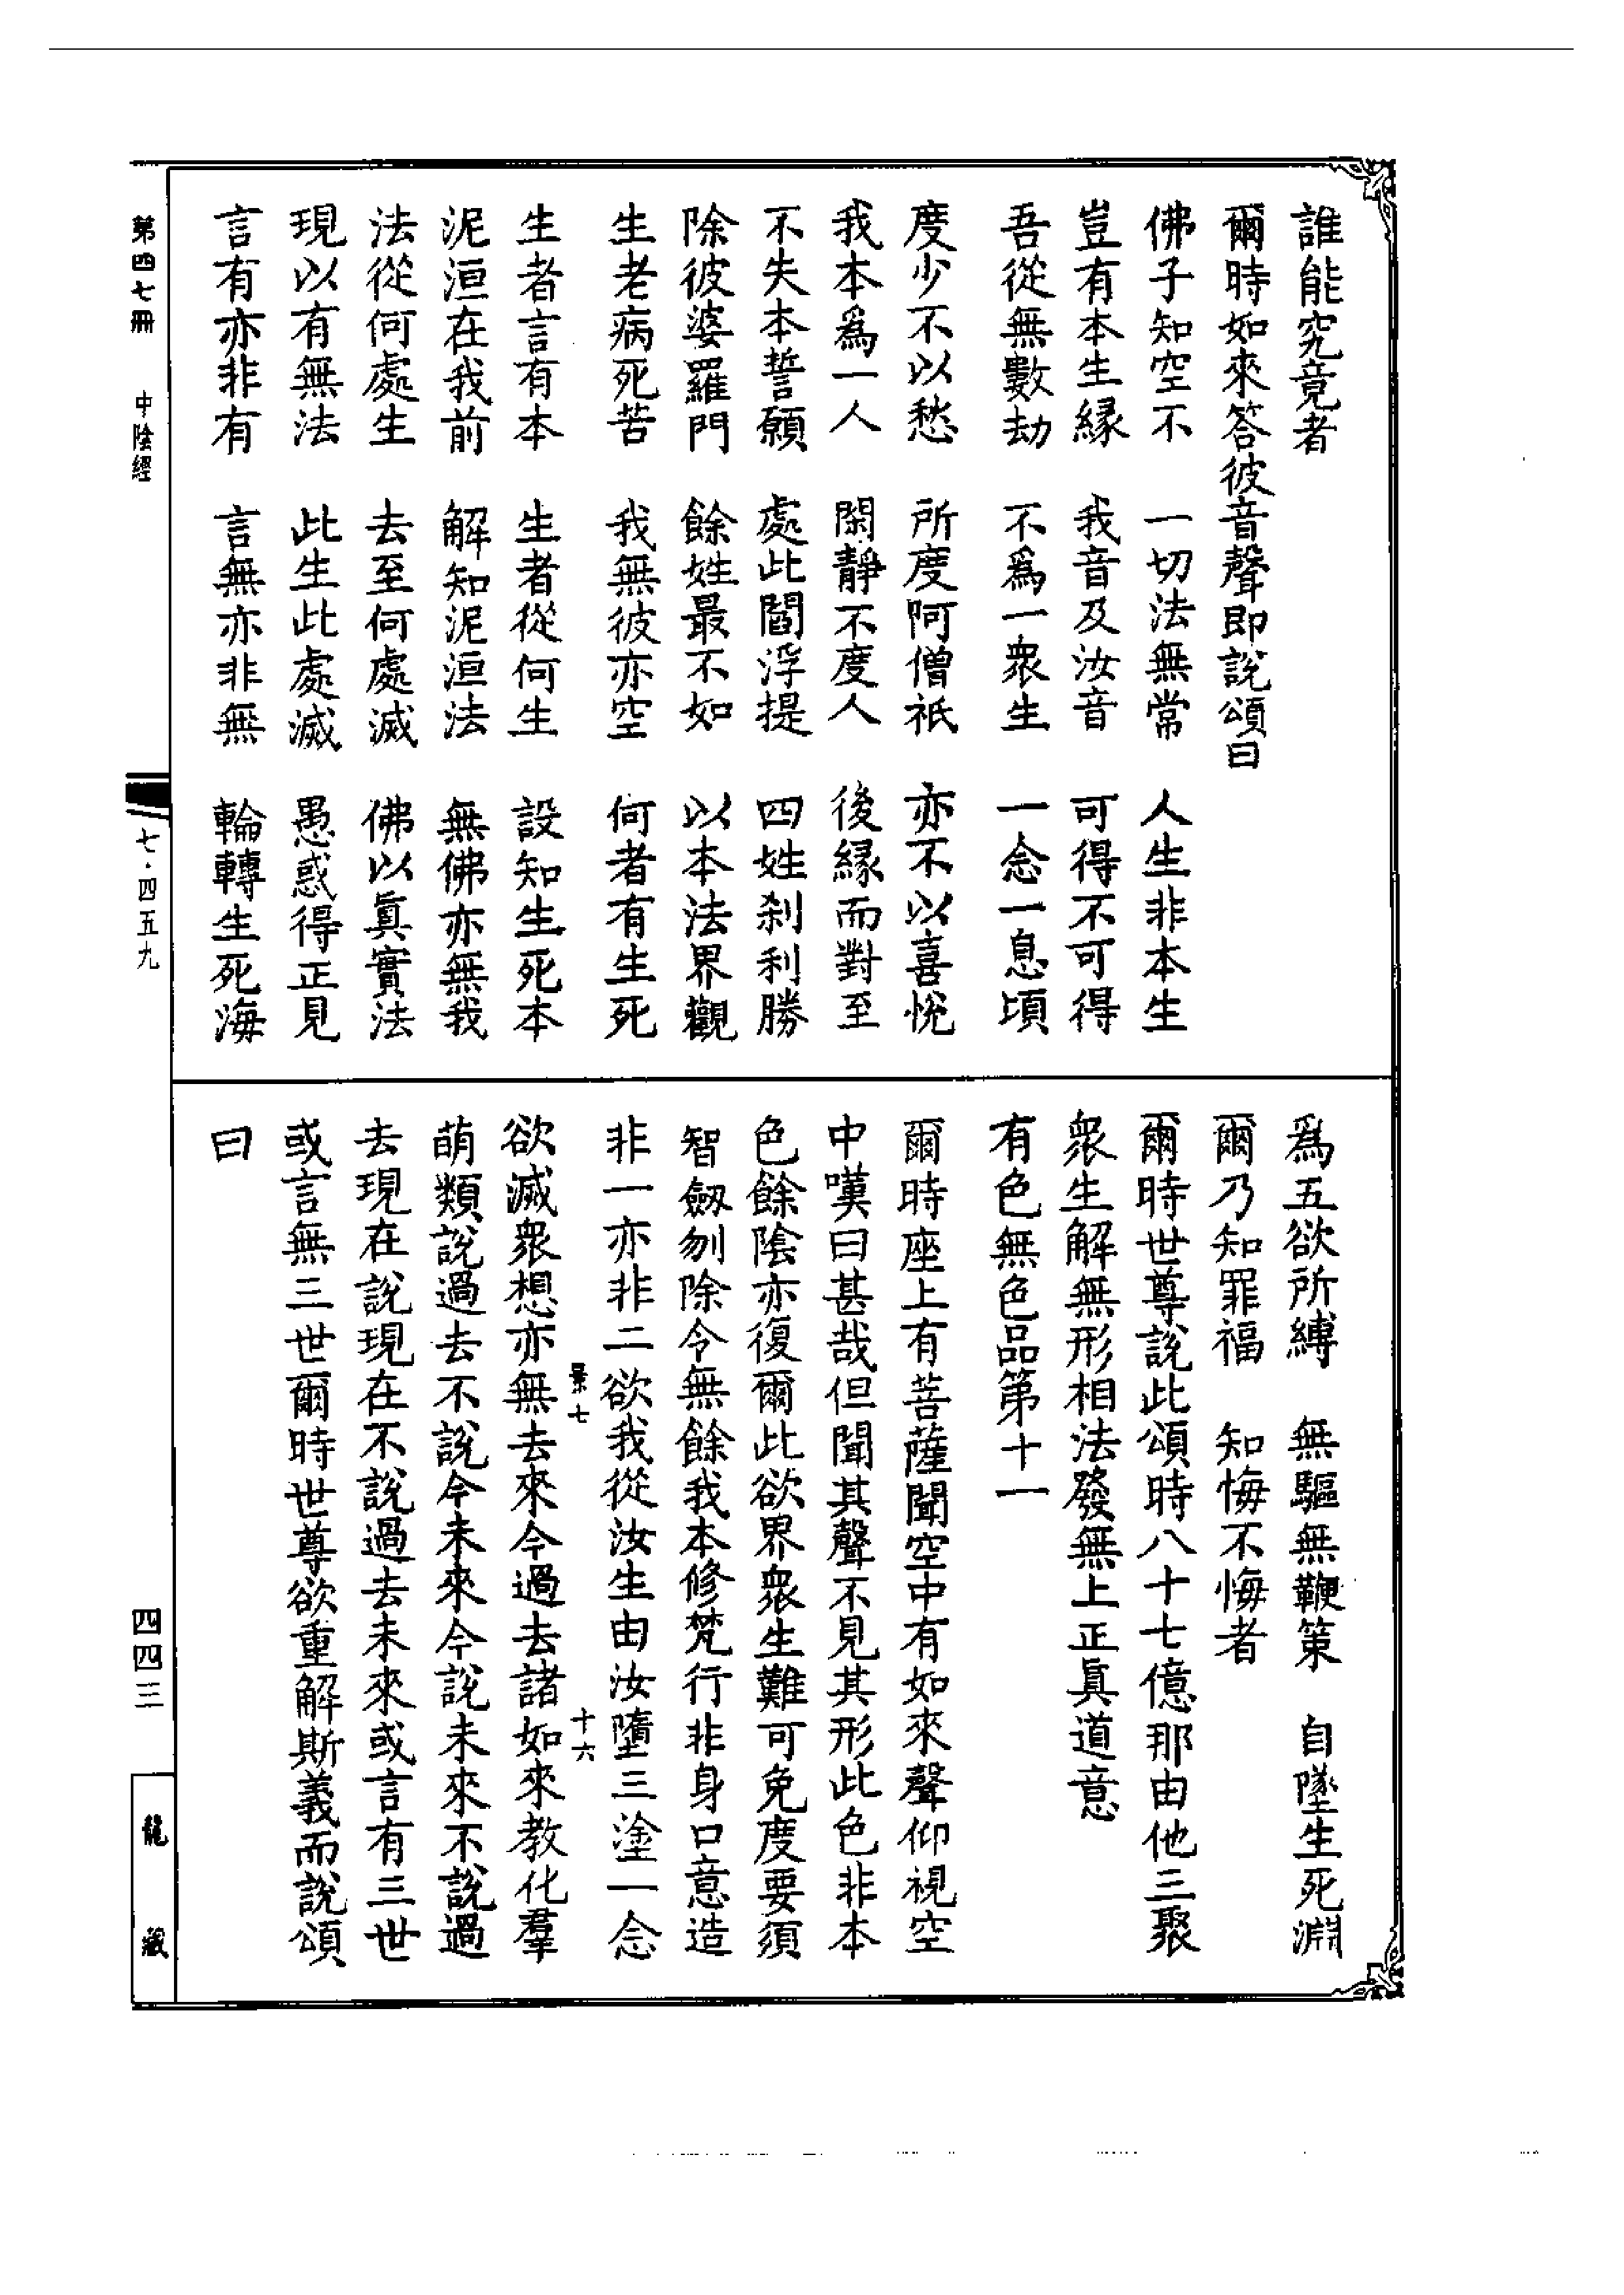 誰能究竟者
爾時如來答彼音聲即說頌曰
佛子知空不　一切法無常　人生非本生
豈有本生緣　我音及汝音　可得不可得
吾從無數劫　不爲一衆生　一念一息頃
度少不以愁　所度阿僧祇　亦不以喜悅
我本爲一人　閑靜不度人　後緣而對至
不失本誓願　處此閻浮提　四姓剎利勝
除彼婆羅門　餘姓最不如　以本法界觀
生老病死苦　我無彼亦空　何者有生死
生者言有本　生者從何生　設知生死本
泥洹在我前　解知泥洹法　無佛亦無我
法從何處生　去至何處滅　佛以眞實法
現以有無法　此生此處滅　愚惑得正見
言有亦非有　言無亦非無　輪轉生死海
爲五欲所縛　無驅無鞭策　自墜生死淵
爾乃知罪福　知悔不悔者
爾時世尊說此頌時八十七億那由他三聚
衆生解無形相法發無上正眞道意
有色無色品第十一
爾時座上有菩薩聞空中有如來聲仰視空
中嘆曰甚哉但聞其聲不見其形此色非本
色餘陰亦復爾此欲界衆生難可免度要須
智劒刎除令無餘我本修梵行非身口意造
非一亦非二欲我從汝生由汝墮三塗一念
景七　十六
欲滅衆想亦無去來今過去諸如來教化羣
萌類說過去不說今未來今說未來不說過
去現在說現在不說過去未來或言有三世
或言無三世爾時世尊欲重解斯義而說頌
曰
第四七冊　中陰經
七·四五九
四四三
龍藏